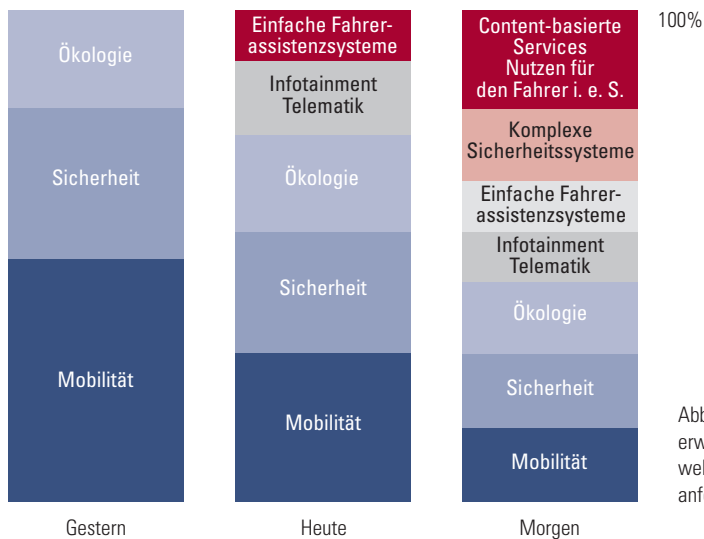 Ökologie
Sicherheit
Mobilität
Gestern
Einfache Fahrer-
assistenzsysteme
Infotainment
Telematik
Ökologie
Sicherheit
Mobilität
Heute
Content-basierte
Services
Nutzen für
den Fahrer i. e. S.
Komplexe
Sicherheitssysteme
Einfache Fahrer-
assistenzsysteme
Infotainment
Telematik
Ökologie
Sicherheit
Mobilität
Morgen
100%